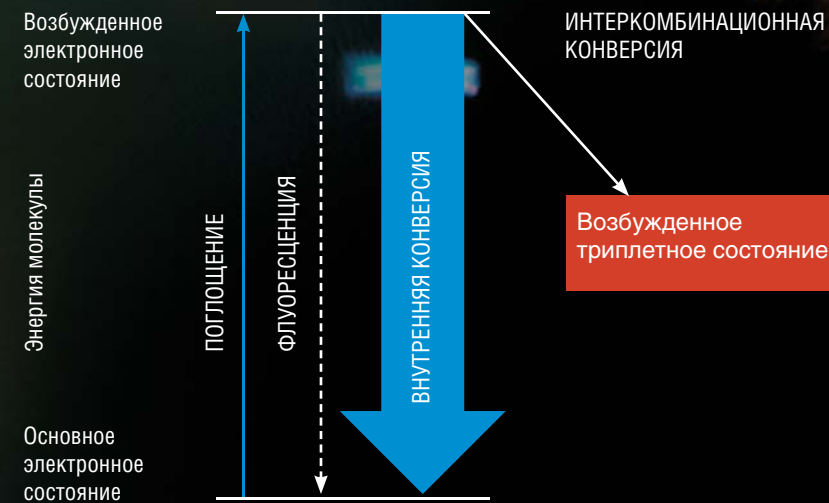 Возбужденное
электронное
состояние
ИНТЕРКОМБИНАЦИОННАЯ
КОНВЕРСИЯ
Энергия молекулы
ПОГЛОЩЕНИЕ
ФЛУОРЕСЦЕНЦИЯ
ВНУТРЕННЯЯ КОНВЕРСИЯ
Возбужденное
триплетное состояние
Основное
электронное
состояние